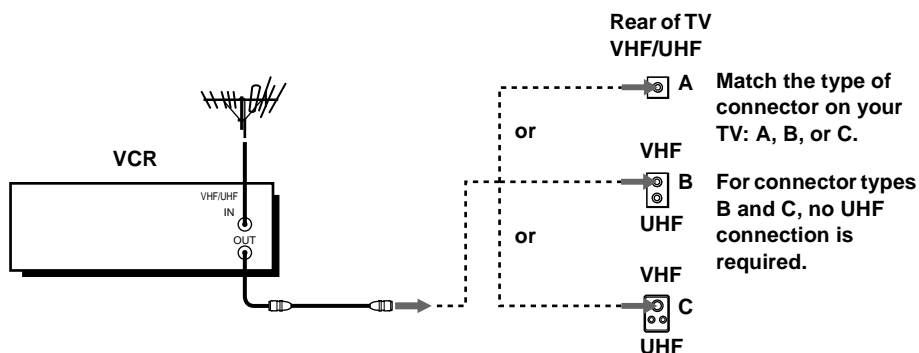 Rear of TV
VHF/UHF
A
Match the type of
connector on your
TV: A, B, or C.
or
VCR
VHF
VHF/UHF
IN
OUT
B
UHF
For connector types
B and C, no UHF
connection is
required.
or
VHF
C
UHF